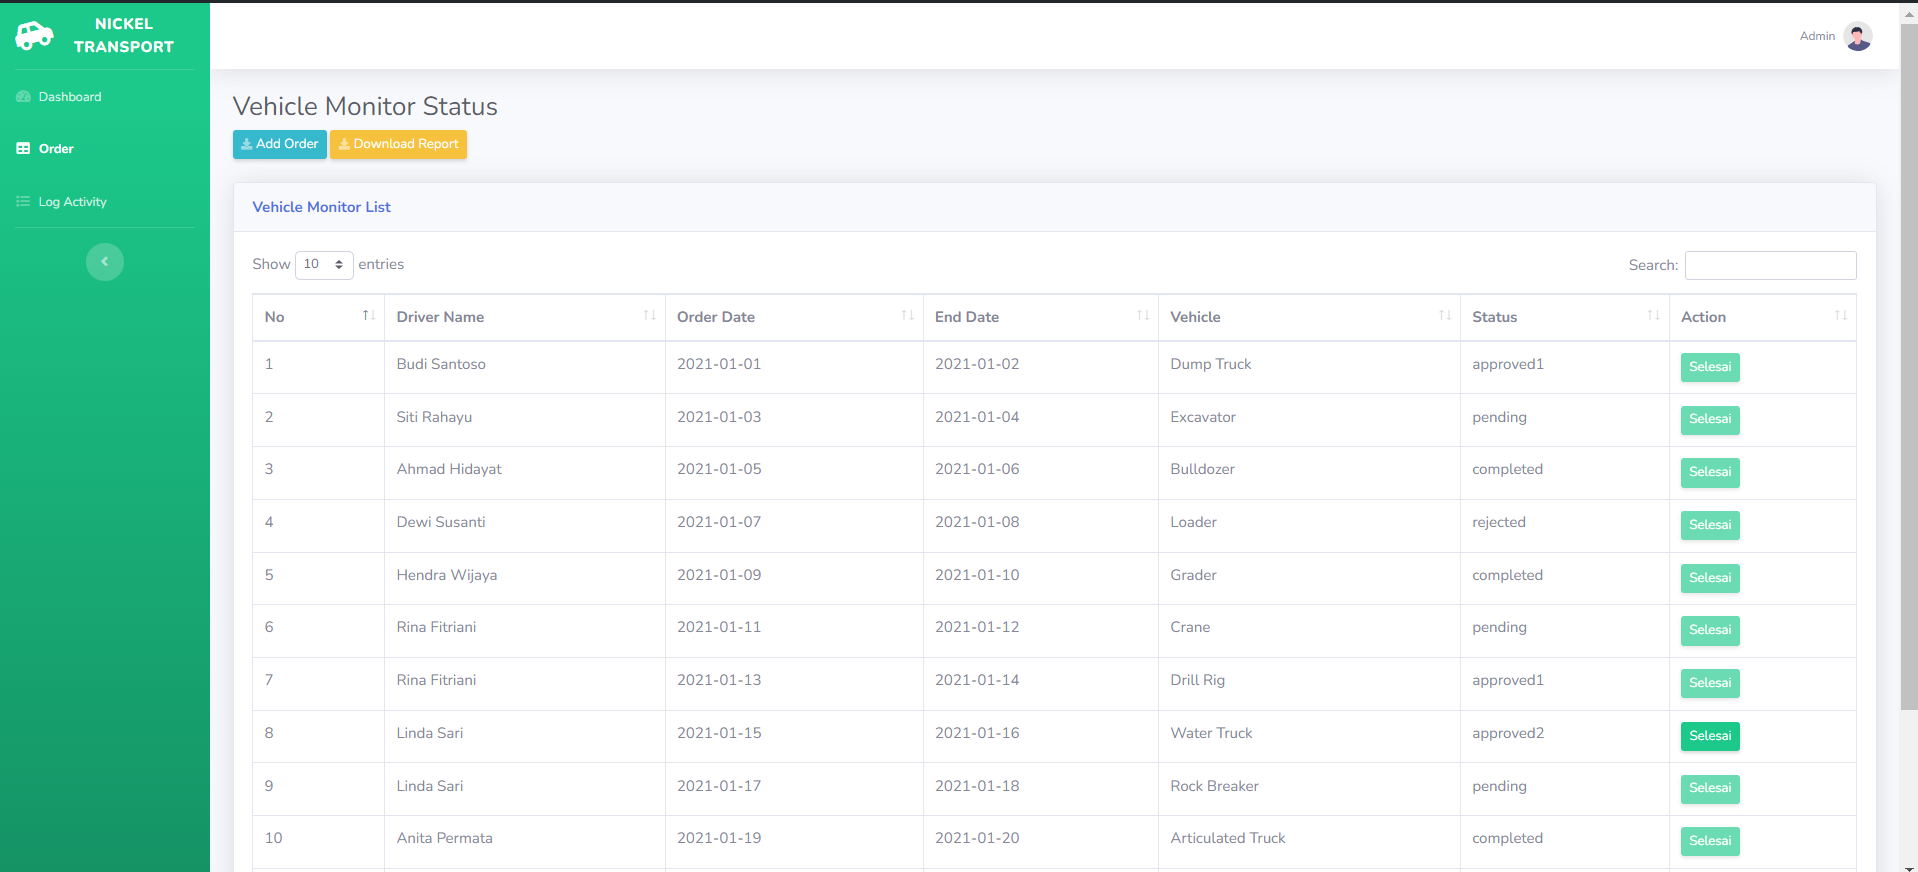 NICKEL
TRANSPORT
Admin
Dashboard
Order
Log Activity
Vehicle Monitor Status
Add Order Download Report
Vehicle Monitor List
Show 10 entries Search:
No Driver Name Order Date End Date Vehicle Status Action
1 Budi Santoso 2021-01-01 2021-01-02 Dump Truck approved1 Selesai
2 Siti Rahayu 2021-01-03 2021-01-04 Excavator pending Selesai
3 Ahmad Hidayat 2021-01-05 2021-01-06 Bulldozer completed Selesai
4 Dewi Susanti 2021-01-07 2021-01-08 Loader rejected Selesai
5 Hendra Wijaya 2021-01-09 2021-01-10 Grader completed Selesai
6 Rina Fitriani 2021-01-11 2021-01-12 Crane pending Selesai
7 Rina Fitriani 2021-01-13 2021-01-14 Drill Rig approved1 Selesai
8 Linda Sari 2021-01-15 2021-01-16 Water Truck approved2 Selesai
9 Linda Sari 2021-01-17 2021-01-18 Rock Breaker pending Selesai
10 Anita Permata 2021-01-19 2021-01-20 Articulated Truck completed Selesai